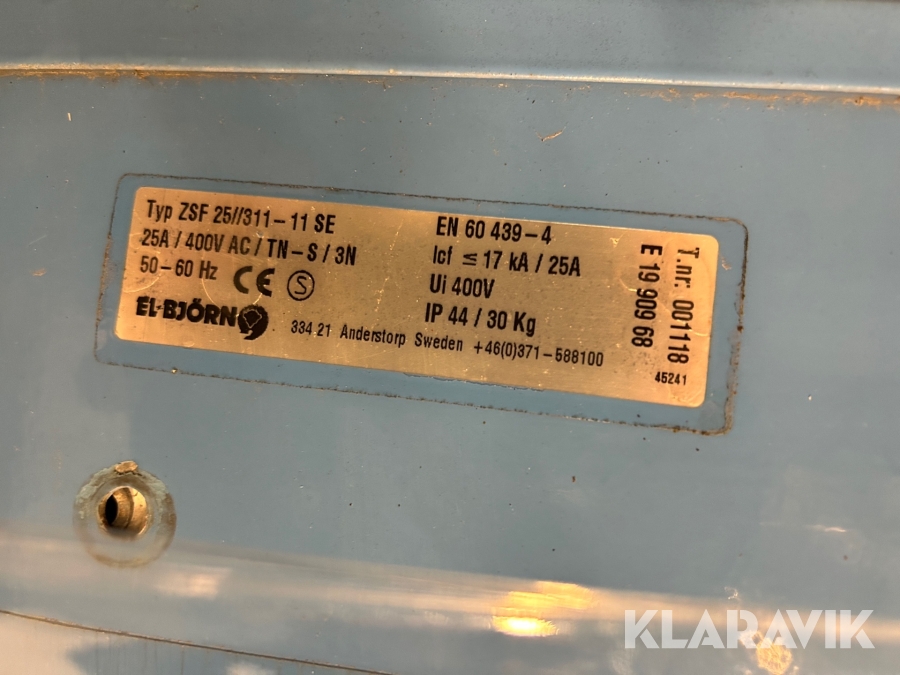 Typ ZSF 25//311-11 SE
25A / 400V AC / TN-S / 3N
50-60 Hz CE S
EL-BJÖRN
334 21 Anderstorp Sweden +46(0)371-588100
EN 60 439-4
Icf ≤ 17 kA / 25A
Ui 400V
IP 44 / 30 Kg
T.nr. 001118
E 19 909 68
45241
KLARAVIK